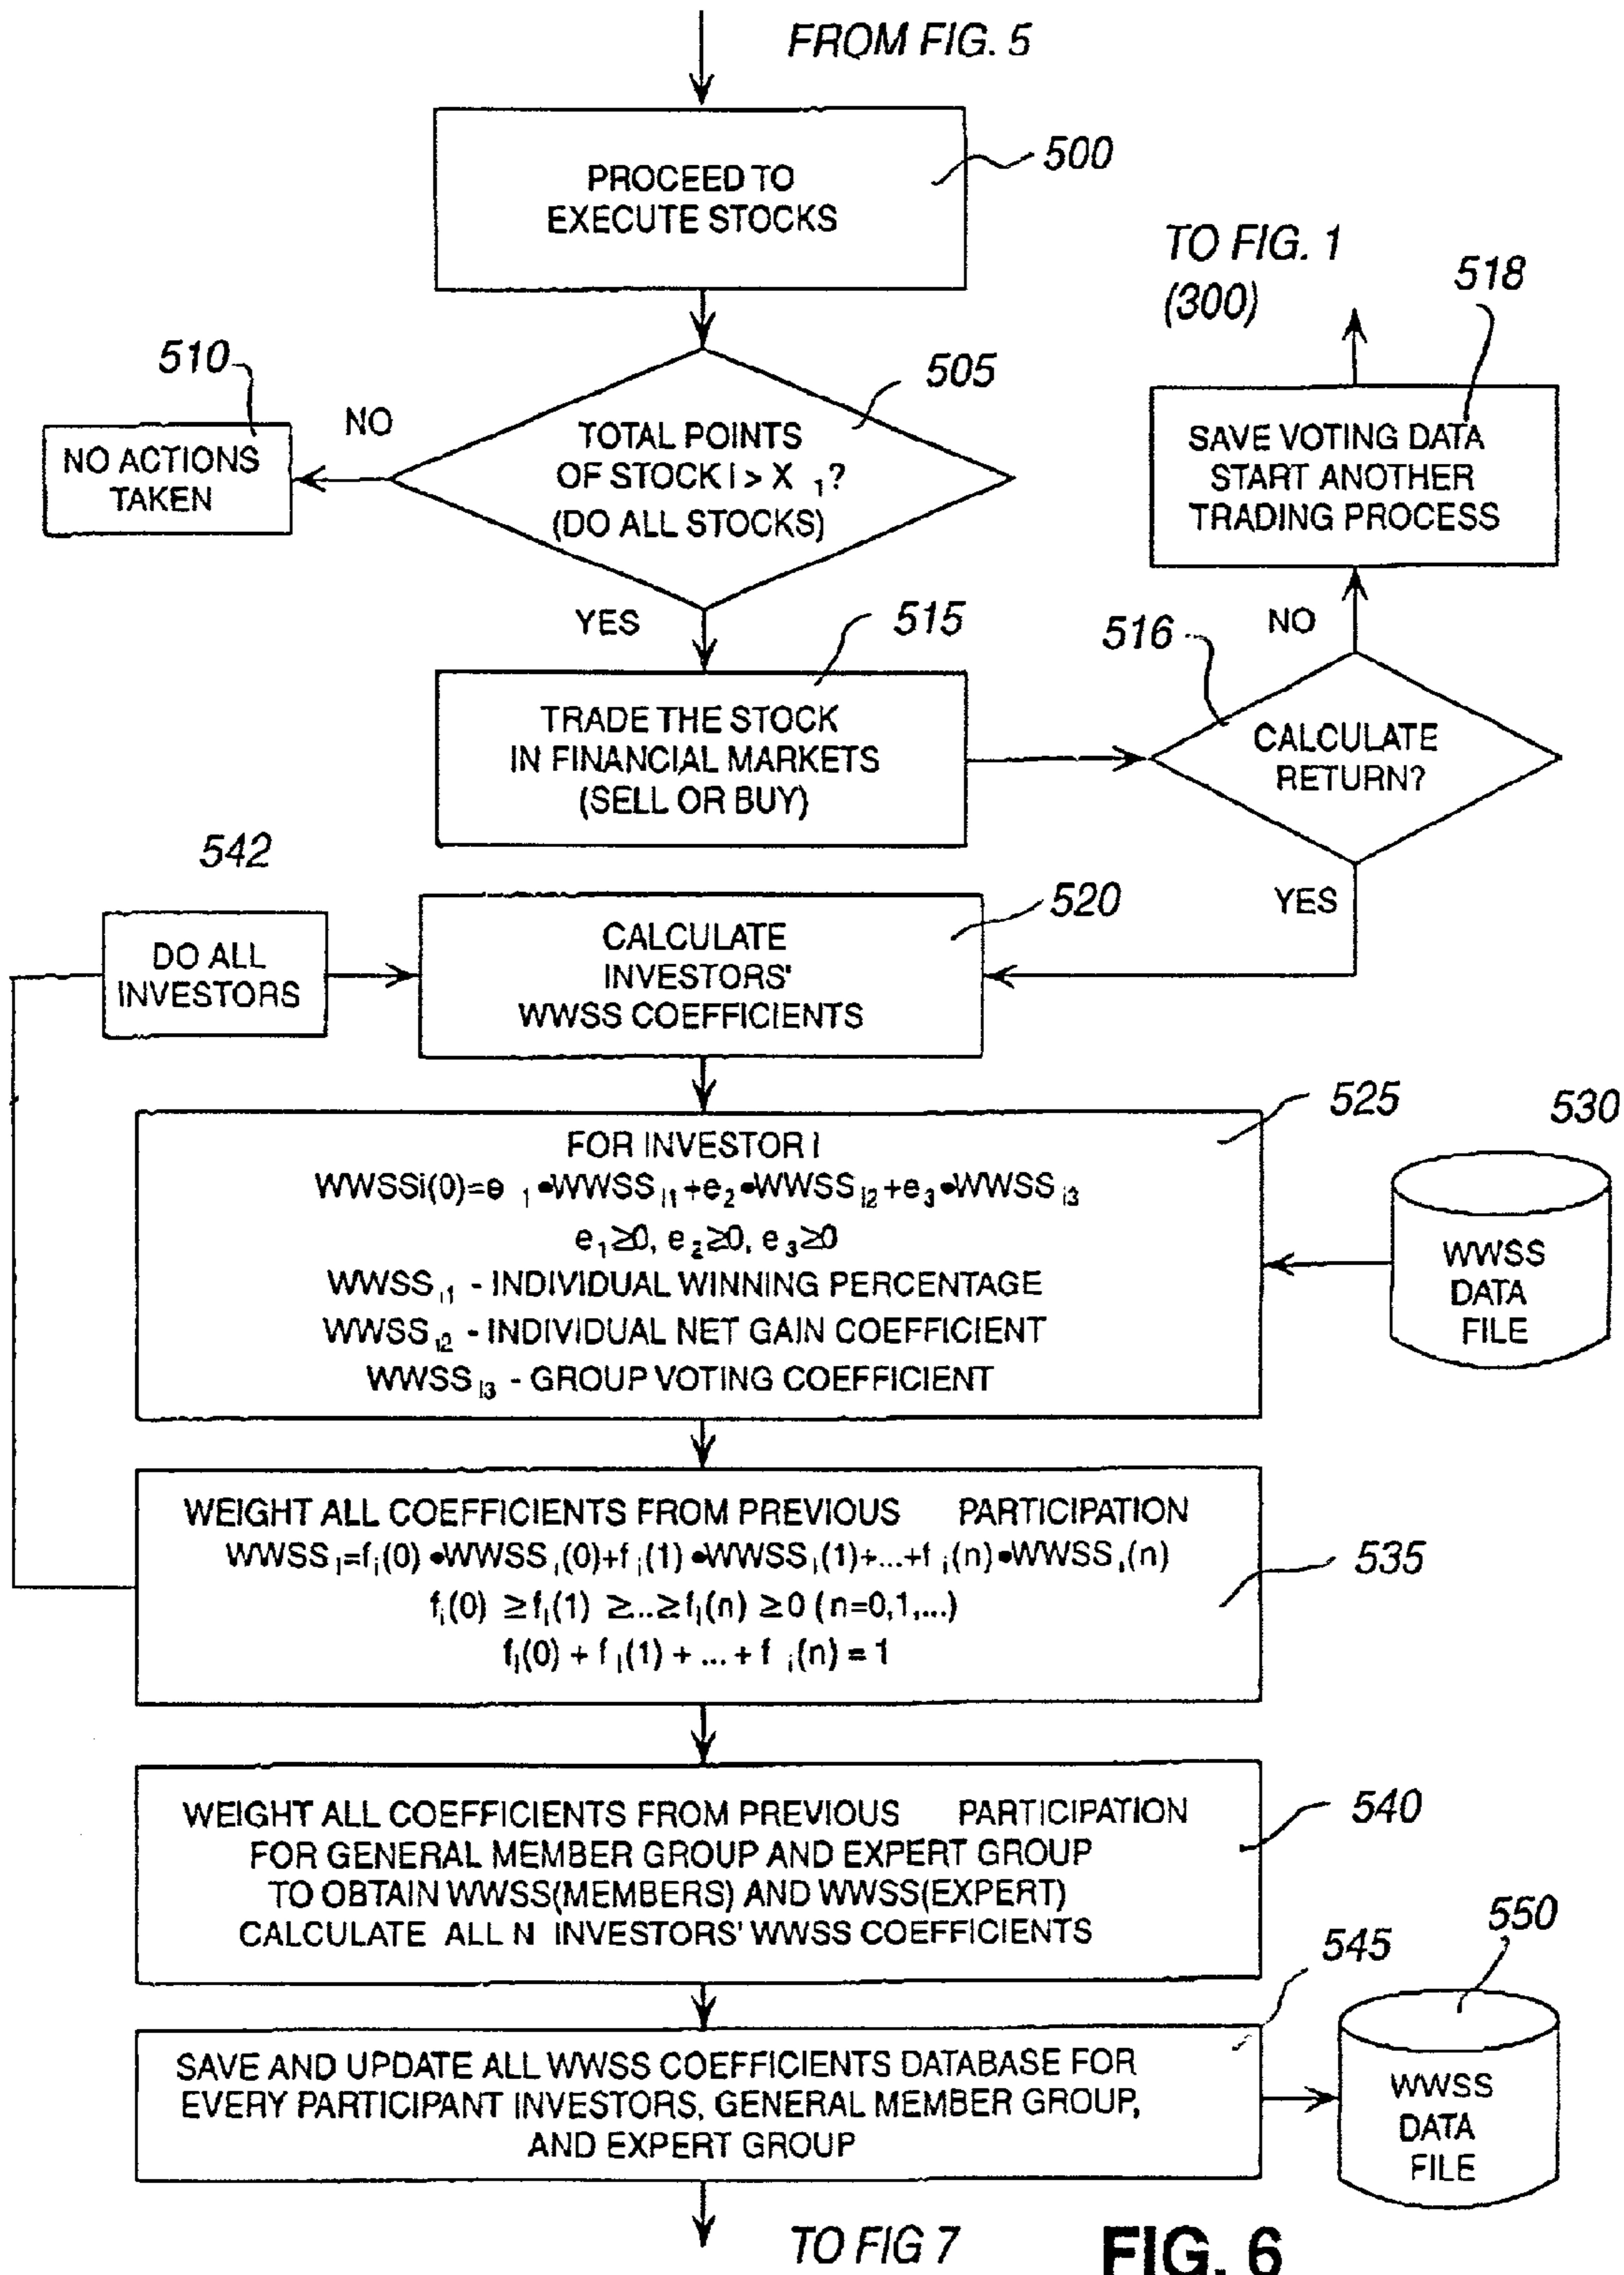 FROM FIG. 5
PROCEED TO
EXECUTE STOCKS
500
TO FIG. 1
(300)
518
510
NO
505
TOTAL POINTS
OF STOCK I > X 1?
(DO ALL STOCKS)
NO ACTIONS
TAKEN
SAVE VOTING DATA
START ANOTHER
TRADING PROCESS
YES
515
516
NO
TRADE THE STOCK
IN FINANCIAL MARKETS
(SELL OR BUY)
CALCULATE
RETURN?
542
YES
520
DO ALL
INVESTORS
CALCULATE
INVESTORS'
WWSS COEFFICIENTS
525
530
FOR INVESTOR I
WWSSi(0)=e 1•WWSS i1+e2•WWSS i2+e3•WWSS i3
e1≥0, e2≥0, e3≥0
WWSS i1 - INDIVIDUAL WINNING PERCENTAGE
WWSS i2 - INDIVIDUAL NET GAIN COEFFICIENT
WWSS i3 - GROUP VOTING COEFFICIENT
WWSS
DATA
FILE
WEIGHT ALL COEFFICIENTS FROM PREVIOUS PARTICIPATION
WWSS i=fi(0) •WWSS i(0)+f i(1) •WWSS i(1)+...+f i(n)•WWSS i(n)
fi(0) ≥fi(1) ≥..≥fi(n) ≥0 (n=0,1,...)
fi(0) + f i(1) + ... + f i(n) = 1
535
WEIGHT ALL COEFFICIENTS FROM PREVIOUS PARTICIPATION
FOR GENERAL MEMBER GROUP AND EXPERT GROUP
TO OBTAIN WWSS(MEMBERS) AND WWSS(EXPERT)
CALCULATE ALL N INVESTORS' WWSS COEFFICIENTS
540
545
550
SAVE AND UPDATE ALL WWSS COEFFICIENTS DATABASE FOR
EVERY PARTICIPANT INVESTORS, GENERAL MEMBER GROUP,
AND EXPERT GROUP
WWSS
DATA
FILE
TO FIG 7
FIG. 6